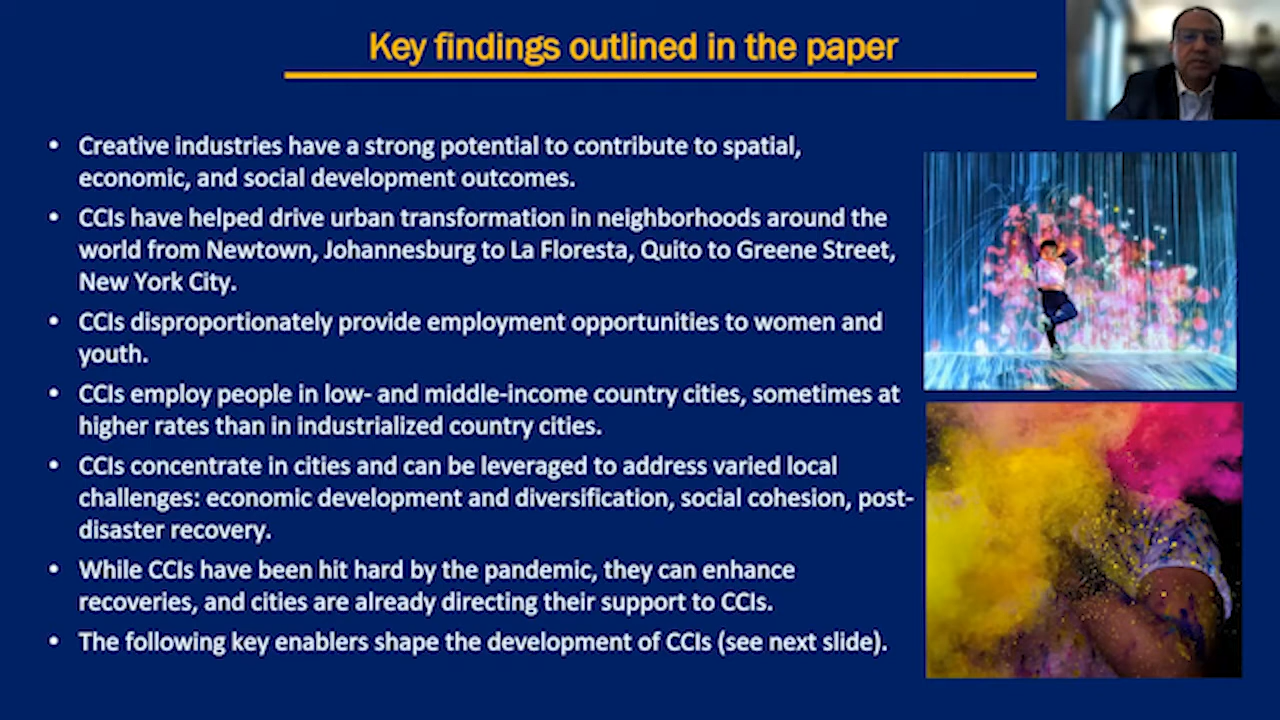 Key findings outlined in the paper
• Creative industries have a strong potential to contribute to spatial,
economic, and social development outcomes.
• CCIs have helped drive urban transformation in neighborhoods around the
world from Newtown, Johannesburg to La Floresta, Quito to Greene Street,
New York City.
• CCIs disproportionately provide employment opportunities to women and
youth.
• CCIs employ people in low- and middle-income country cities, sometimes at
higher rates than in industrialized country cities.
• CCIs concentrate in cities and can be leveraged to address varied local
challenges: economic development and diversification, social cohesion, post-
disaster recovery.
• While CCIs have been hit hard by the pandemic, they can enhance
recoveries, and cities are already directing their support to CCIs.
• The following key enablers shape the development of CCIs (see next slide).